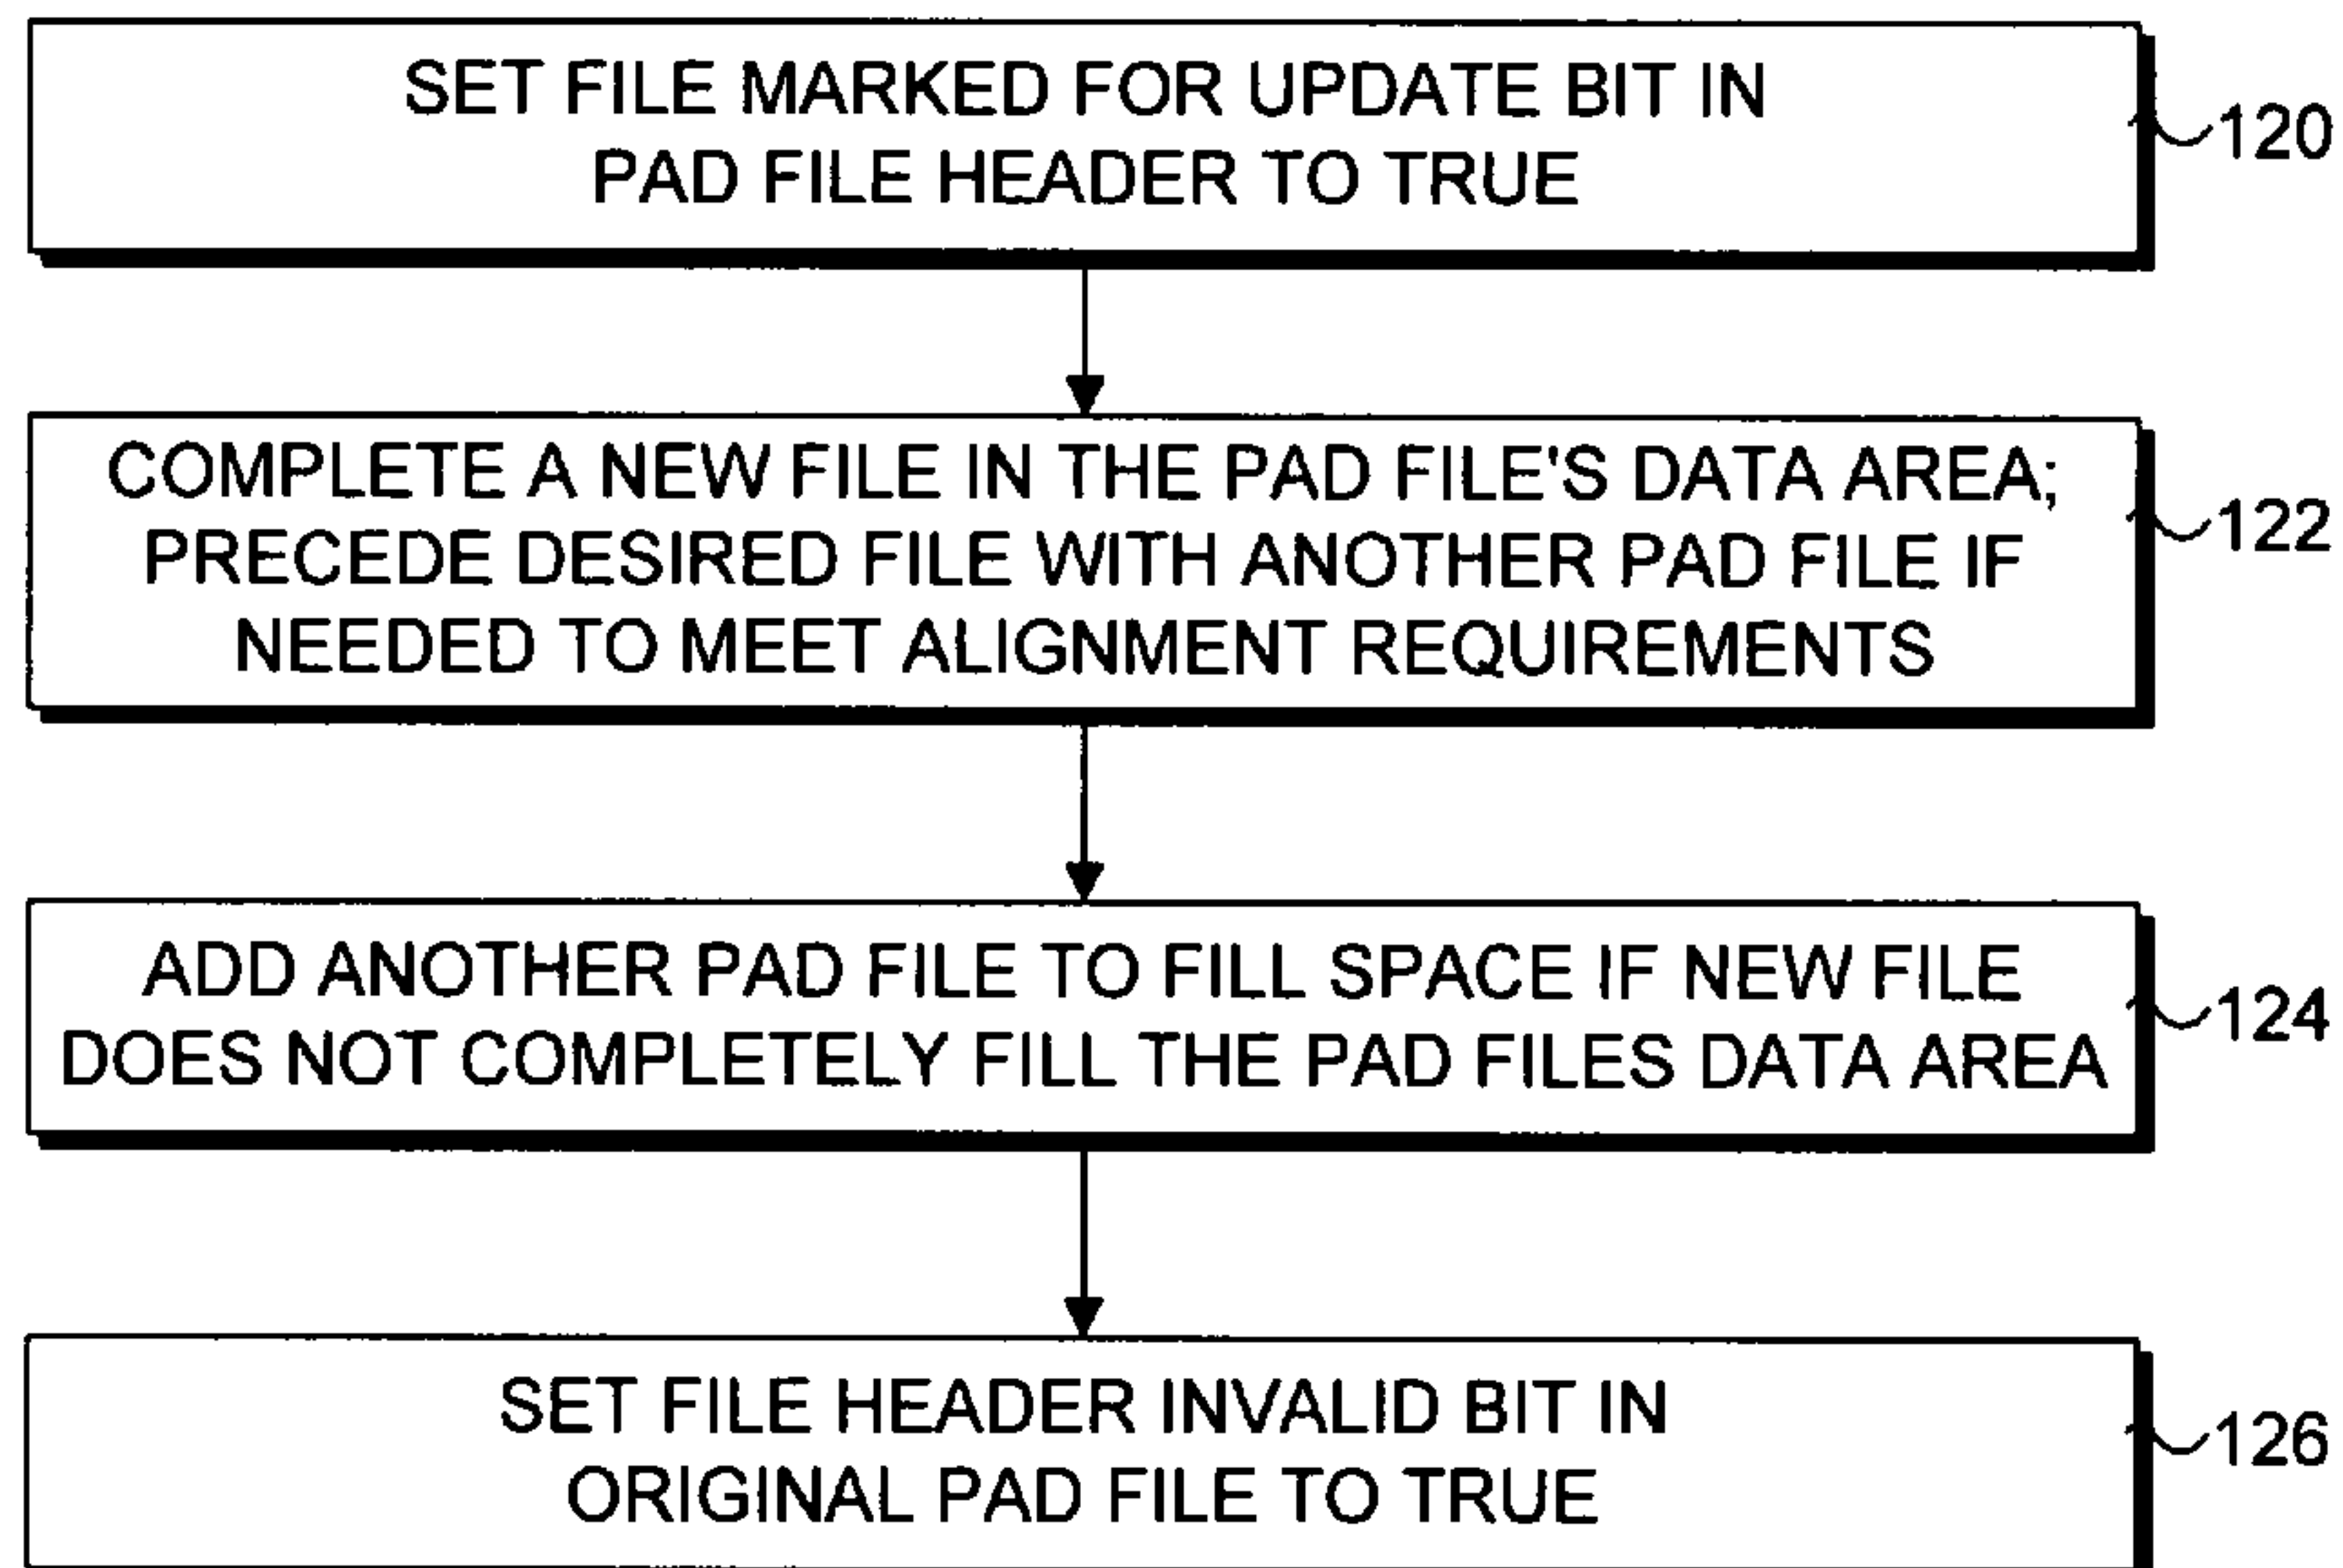 SET FILE MARKED FOR UPDATE BIT IN
PAD FILE HEADER TO TRUE
120
COMPLETE A NEW FILE IN THE PAD FILE'S DATA AREA;
PRECEDE DESIRED FILE WITH ANOTHER PAD FILE IF
NEEDED TO MEET ALIGNMENT REQUIREMENTS
122
ADD ANOTHER PAD FILE TO FILL SPACE IF NEW FILE
DOES NOT COMPLETELY FILL THE PAD FILES DATA AREA
124
SET FILE HEADER INVALID BIT IN
ORIGINAL PAD FILE TO TRUE
126